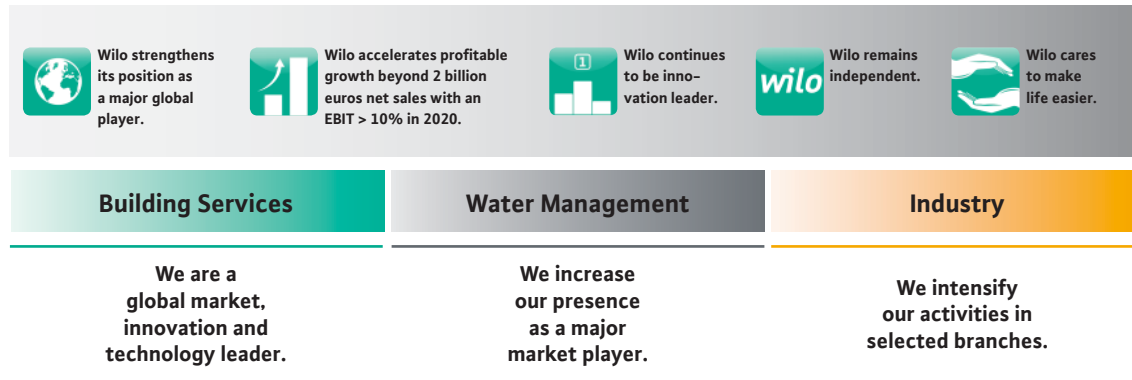 Wilo strengthens
its position as
a major global
player.
Wilo accelerates profitable
growth beyond 2 billion
euros net sales with an
EBIT > 10% in 2020.
1
Wilo continues
to be inno-
vation leader.
wilo
Wilo remains
independent.
Wilo cares
to make
life easier.
Building Services
Water Management
Industry
We are a
global market,
innovation and
technology leader.
We increase
our presence
as a major
market player.
We intensify
our activities in
selected branches.